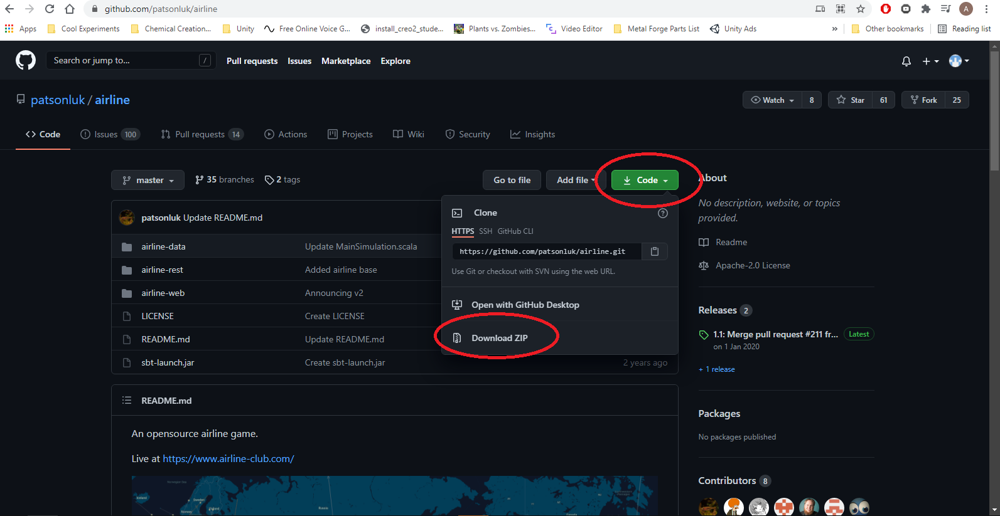 github.com/patsonluk/airline
A
Apps Cool Experiments Chemical Creation... Unity Free Online Voice G... install_creo2_stude... Plants vs. Zombies... Video Editor Metal Forge Parts List Unity Ads » Other bookmarks Reading list
Search or jump to... / Pull requests Issues Marketplace Explore
patsonluk / airline
Watch 8 Star 61 Fork 25
Code Issues 100 Pull requests 14 Actions Projects Wiki Security Insights
master 35 branches 2 tags Go to file Add file Code
About
No description, website, or topics
provided.
Readme
Apache-2.0 License
patsonluk Update README.md
airline-data Update MainSimulation.scala
airline-rest Added airline base
airline-web Announcing v2
LICENSE Create LICENSE
README.md Update README.md
sbt-launch.jar Create sbt-launch.jar 2 years ago
Clone
HTTPS SSH GitHub CLI
https://github.com/patsonluk/airline.git
Use Git or checkout with SVN using the web URL.
Open with GitHub Desktop
Download ZIP
Releases 2
1.1: Merge pull request #211 fr... Latest
on 1 Jan 2020
+ 1 release
Packages
No packages published
Contributors 8
README.md
An opensource airline game.
Live at https://www.airline-club.com/
Norwegian Sea
Iceland
Sweden
Finland
Norway
Russia